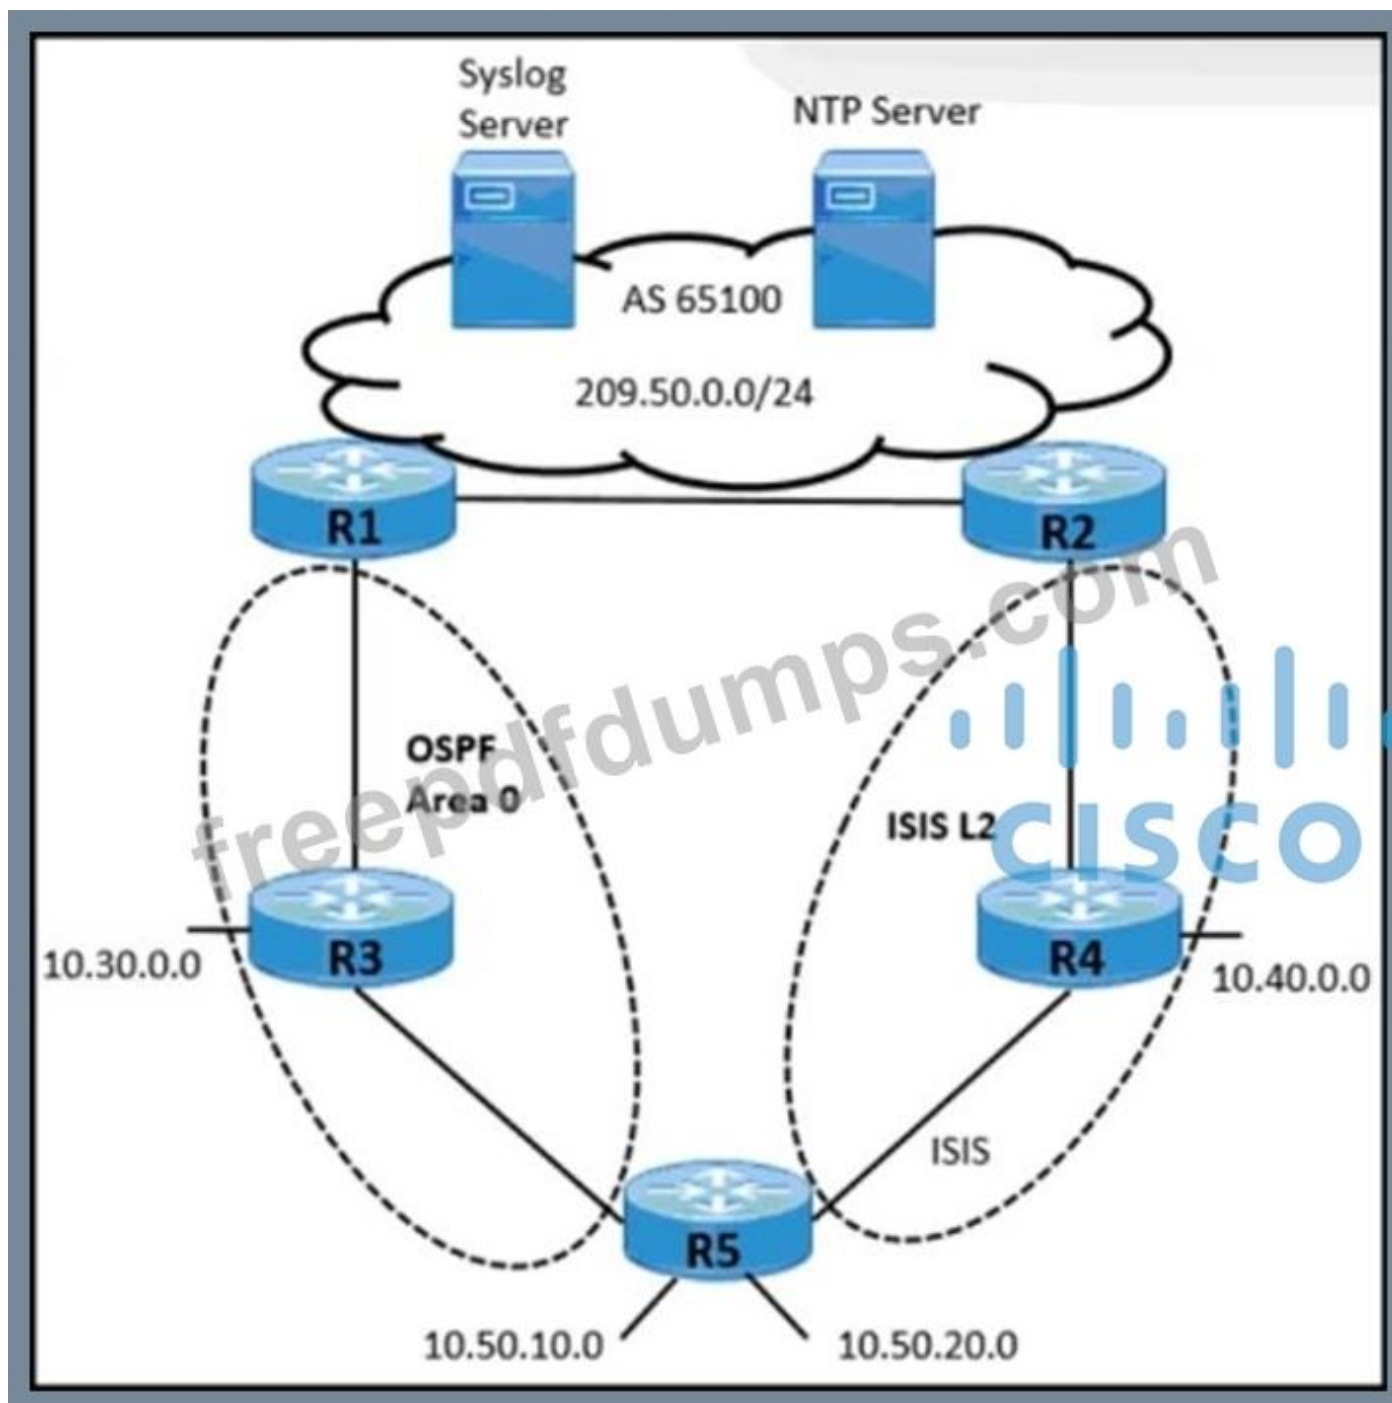 Syslog
Server
NTP Server
AS 65100
209.50.0.0/24
R1
R2
freepdfdumps.com
OSPF
Area 0
ISIS L2
CISCO
R3
R4
10.30.0.0
10.40.0.0
ISIS
R5
10.50.10.0
10.50.20.0